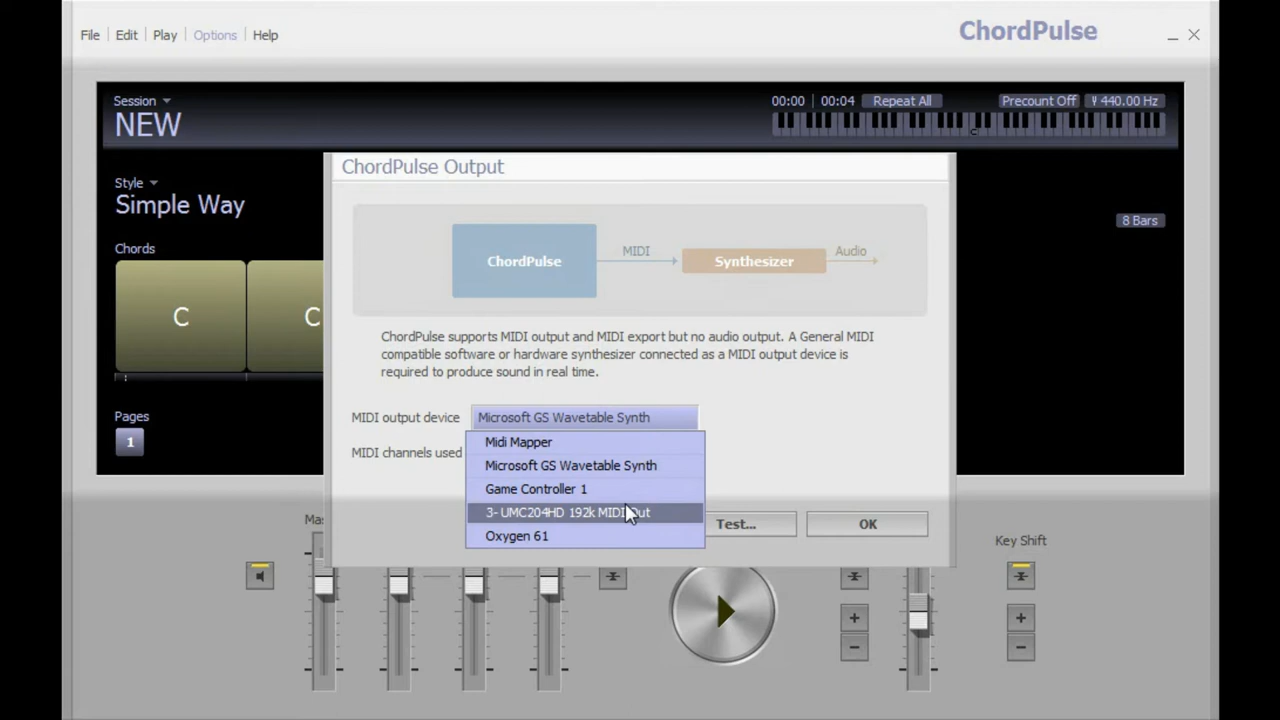 File Edit Play Options Help
ChordPulse
Session
NEW
00:00 00:04 Repeat All Precount Off 440.00 Hz
C
Style
Simple Way
8 Bars
Chords
C C
Pages
1
ChordPulse Output
ChordPulse MIDI Synthesizer Audio
ChordPulse supports MIDI output and MIDI export but no audio output. A General MIDI
compatible software or hardware synthesizer connected as a MIDI output device is
required to produce sound in real time.
MIDI output device Microsoft GS Wavetable Synth
MIDI channels used
Midi Mapper
Microsoft GS Wavetable Synth
Game Controller 1
3- UMC204HD 192k MIDI Out
Oxygen 61
Test... OK
Key Shift